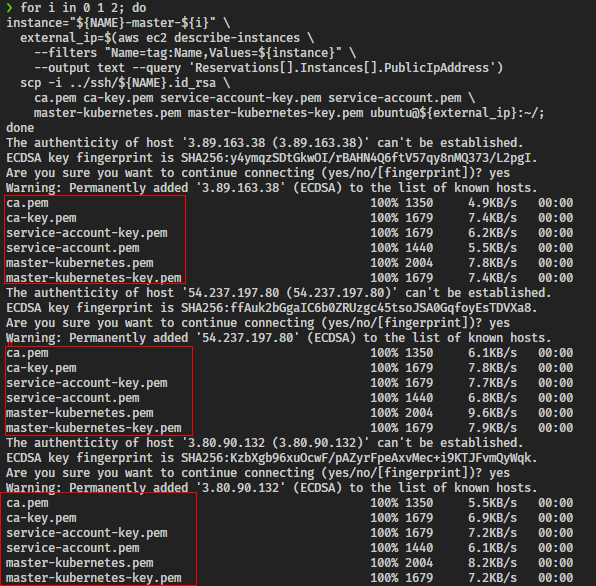 ❯ for i in 0 1 2; do
instance="${NAME}-master-${i}" \
  external_ip=$(aws ec2 describe-instances \
    --filters "Name=tag:Name,Values=${instance}" \
    --output text --query 'Reservations[].Instances[].PublicIpAddress')
  scp -i ../ssh/${NAME}.id_rsa \
    ca.pem ca-key.pem service-account-key.pem service-account.pem \
    master-kubernetes.pem master-kubernetes-key.pem ubuntu@${external_ip}:~/;
done
The authenticity of host '3.89.163.38 (3.89.163.38)' can't be established.
ECDSA key fingerprint is SHA256:y4ymqzSDtGkwOI/rBAHN4Q6ftV57qy8nMQ373/L2pgI.
Are you sure you want to continue connecting (yes/no/[fingerprint])? yes
Warning: Permanently added '3.89.163.38' (ECDSA) to the list of known hosts.
ca.pem 100% 1350 4.9KB/s 00:00
ca-key.pem 100% 1679 7.4KB/s 00:00
service-account-key.pem 100% 1679 6.2KB/s 00:00
service-account.pem 100% 1440 5.5KB/s 00:00
master-kubernetes.pem 100% 2004 7.8KB/s 00:00
master-kubernetes-key.pem 100% 1679 7.4KB/s 00:00
The authenticity of host '54.237.197.80 (54.237.197.80)' can't be established.
ECDSA key fingerprint is SHA256:ffAuk2bGgaIC6b0ZRUzgc45tsoJSA0GqfoyEsTDVXa8.
Are you sure you want to continue connecting (yes/no/[fingerprint])? yes
Warning: Permanently added '54.237.197.80' (ECDSA) to the list of known hosts.
ca.pem 100% 1350 6.1KB/s 00:00
ca-key.pem 100% 1679 7.8KB/s 00:00
service-account-key.pem 100% 1679 7.7KB/s 00:00
service-account.pem 100% 1440 6.8KB/s 00:00
master-kubernetes.pem 100% 2004 9.6KB/s 00:00
master-kubernetes-key.pem 100% 1679 7.9KB/s 00:00
The authenticity of host '3.80.90.132 (3.80.90.132)' can't be established.
ECDSA key fingerprint is SHA256:KzbXgb96xuOcwF/pAZyrFpeAxvMec+i9KTJFvmQyWqk.
Are you sure you want to continue connecting (yes/no/[fingerprint])? yes
Warning: Permanently added '3.80.90.132' (ECDSA) to the list of known hosts.
ca.pem 100% 1350 5.5KB/s 00:00
ca-key.pem 100% 1679 6.9KB/s 00:00
service-account-key.pem 100% 1679 7.2KB/s 00:00
service-account.pem 100% 1440 6.1KB/s 00:00
master-kubernetes.pem 100% 2004 8.2KB/s 00:00
master-kubernetes-key.pem 100% 1679 7.2KB/s 00:00